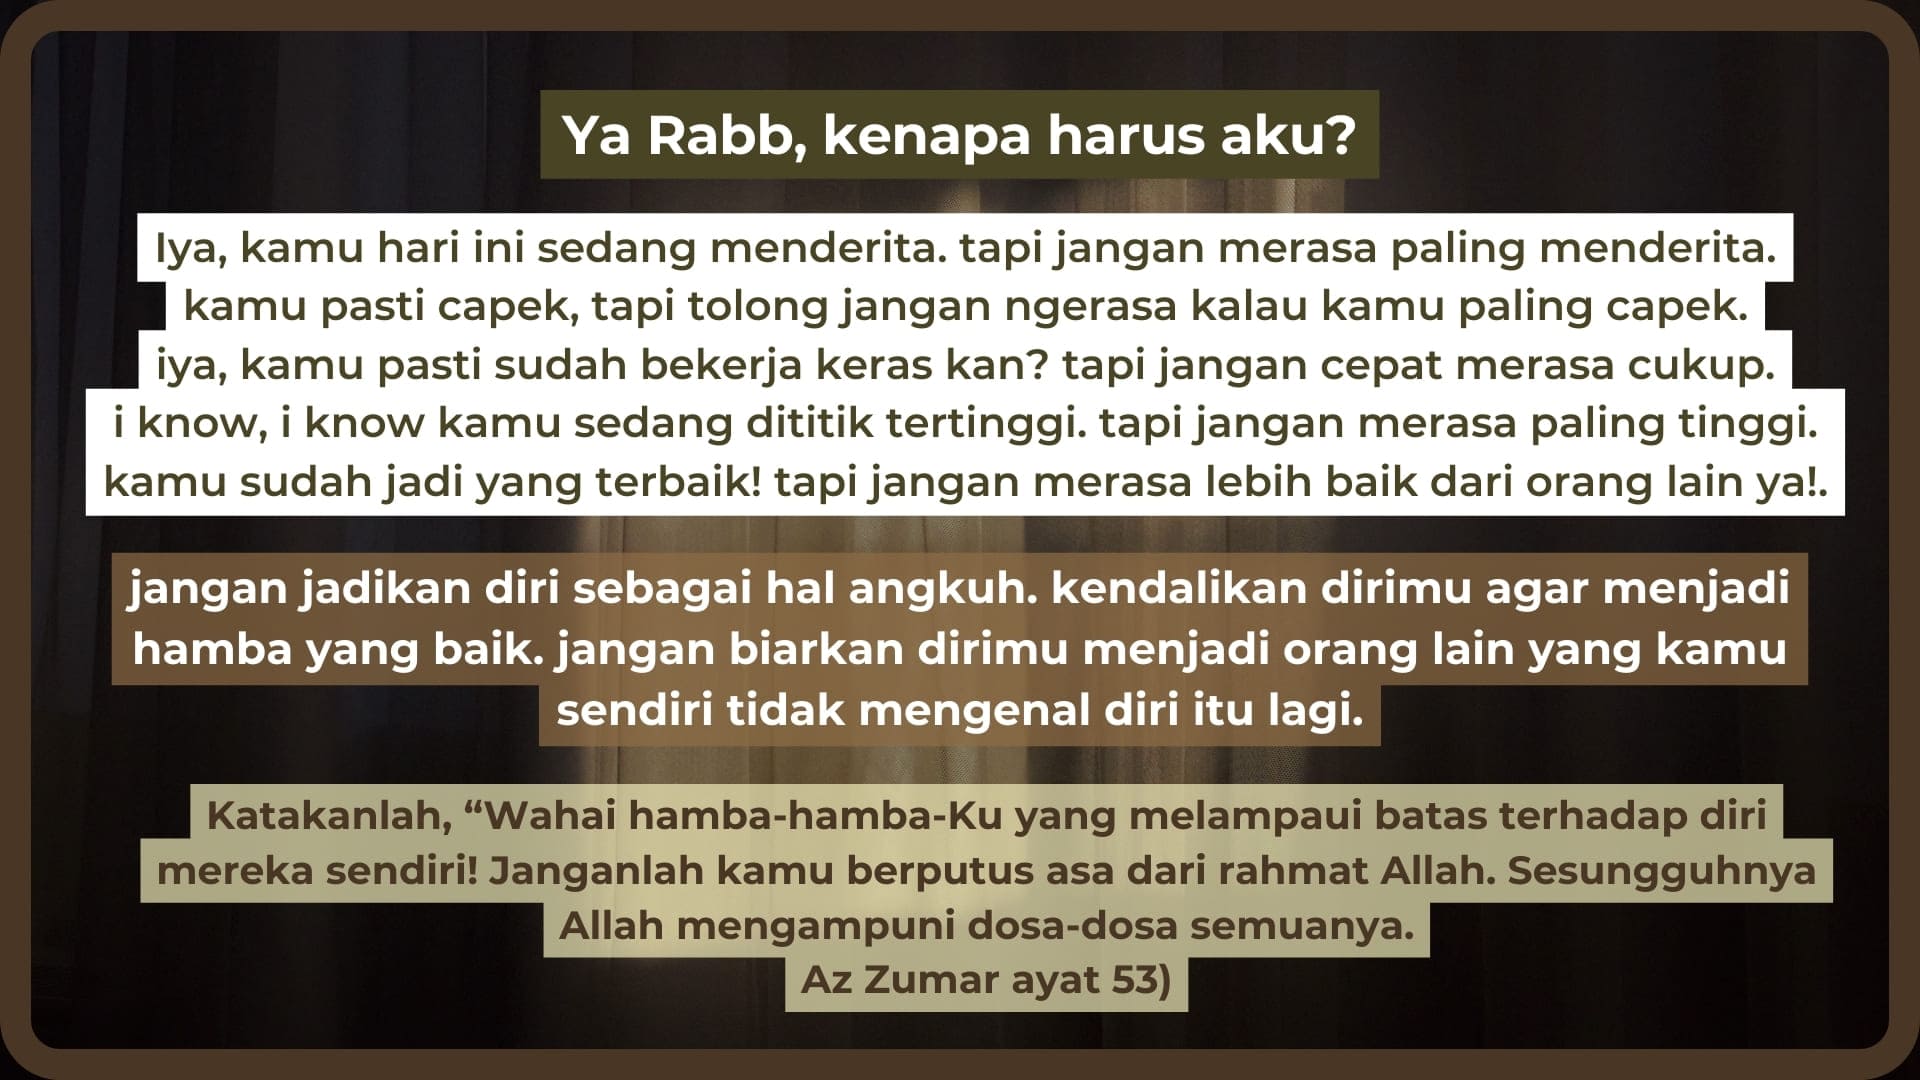 Ya Rabb, kenapa harus aku?
Iya, kamu hari ini sedang menderita. tapi jangan merasa paling menderita.
kamu pasti capek, tapi tolong jangan ngerasa kalau kamu paling capek.
iya, kamu pasti sudah bekerja keras kan? tapi jangan cepat merasa cukup.
i know, i know kamu sedang dititik tertinggi. tapi jangan merasa paling tinggi.
kamu sudah jadi yang terbaik! tapi jangan merasa lebih baik dari orang lain ya!.
jangan jadikan diri sebagai hal angkuh. kendalikan dirimu agar menjadi
hamba yang baik. jangan biarkan dirimu menjadi orang lain yang kamu
sendiri tidak mengenal diri itu lagi.
Katakanlah, “Wahai hamba-hamba-Ku yang melampaui batas terhadap diri
mereka sendiri! Janganlah kamu berputus asa dari rahmat Allah. Sesungguhnya
Allah mengampuni dosa-dosa semuanya.
Az Zumar ayat 53)